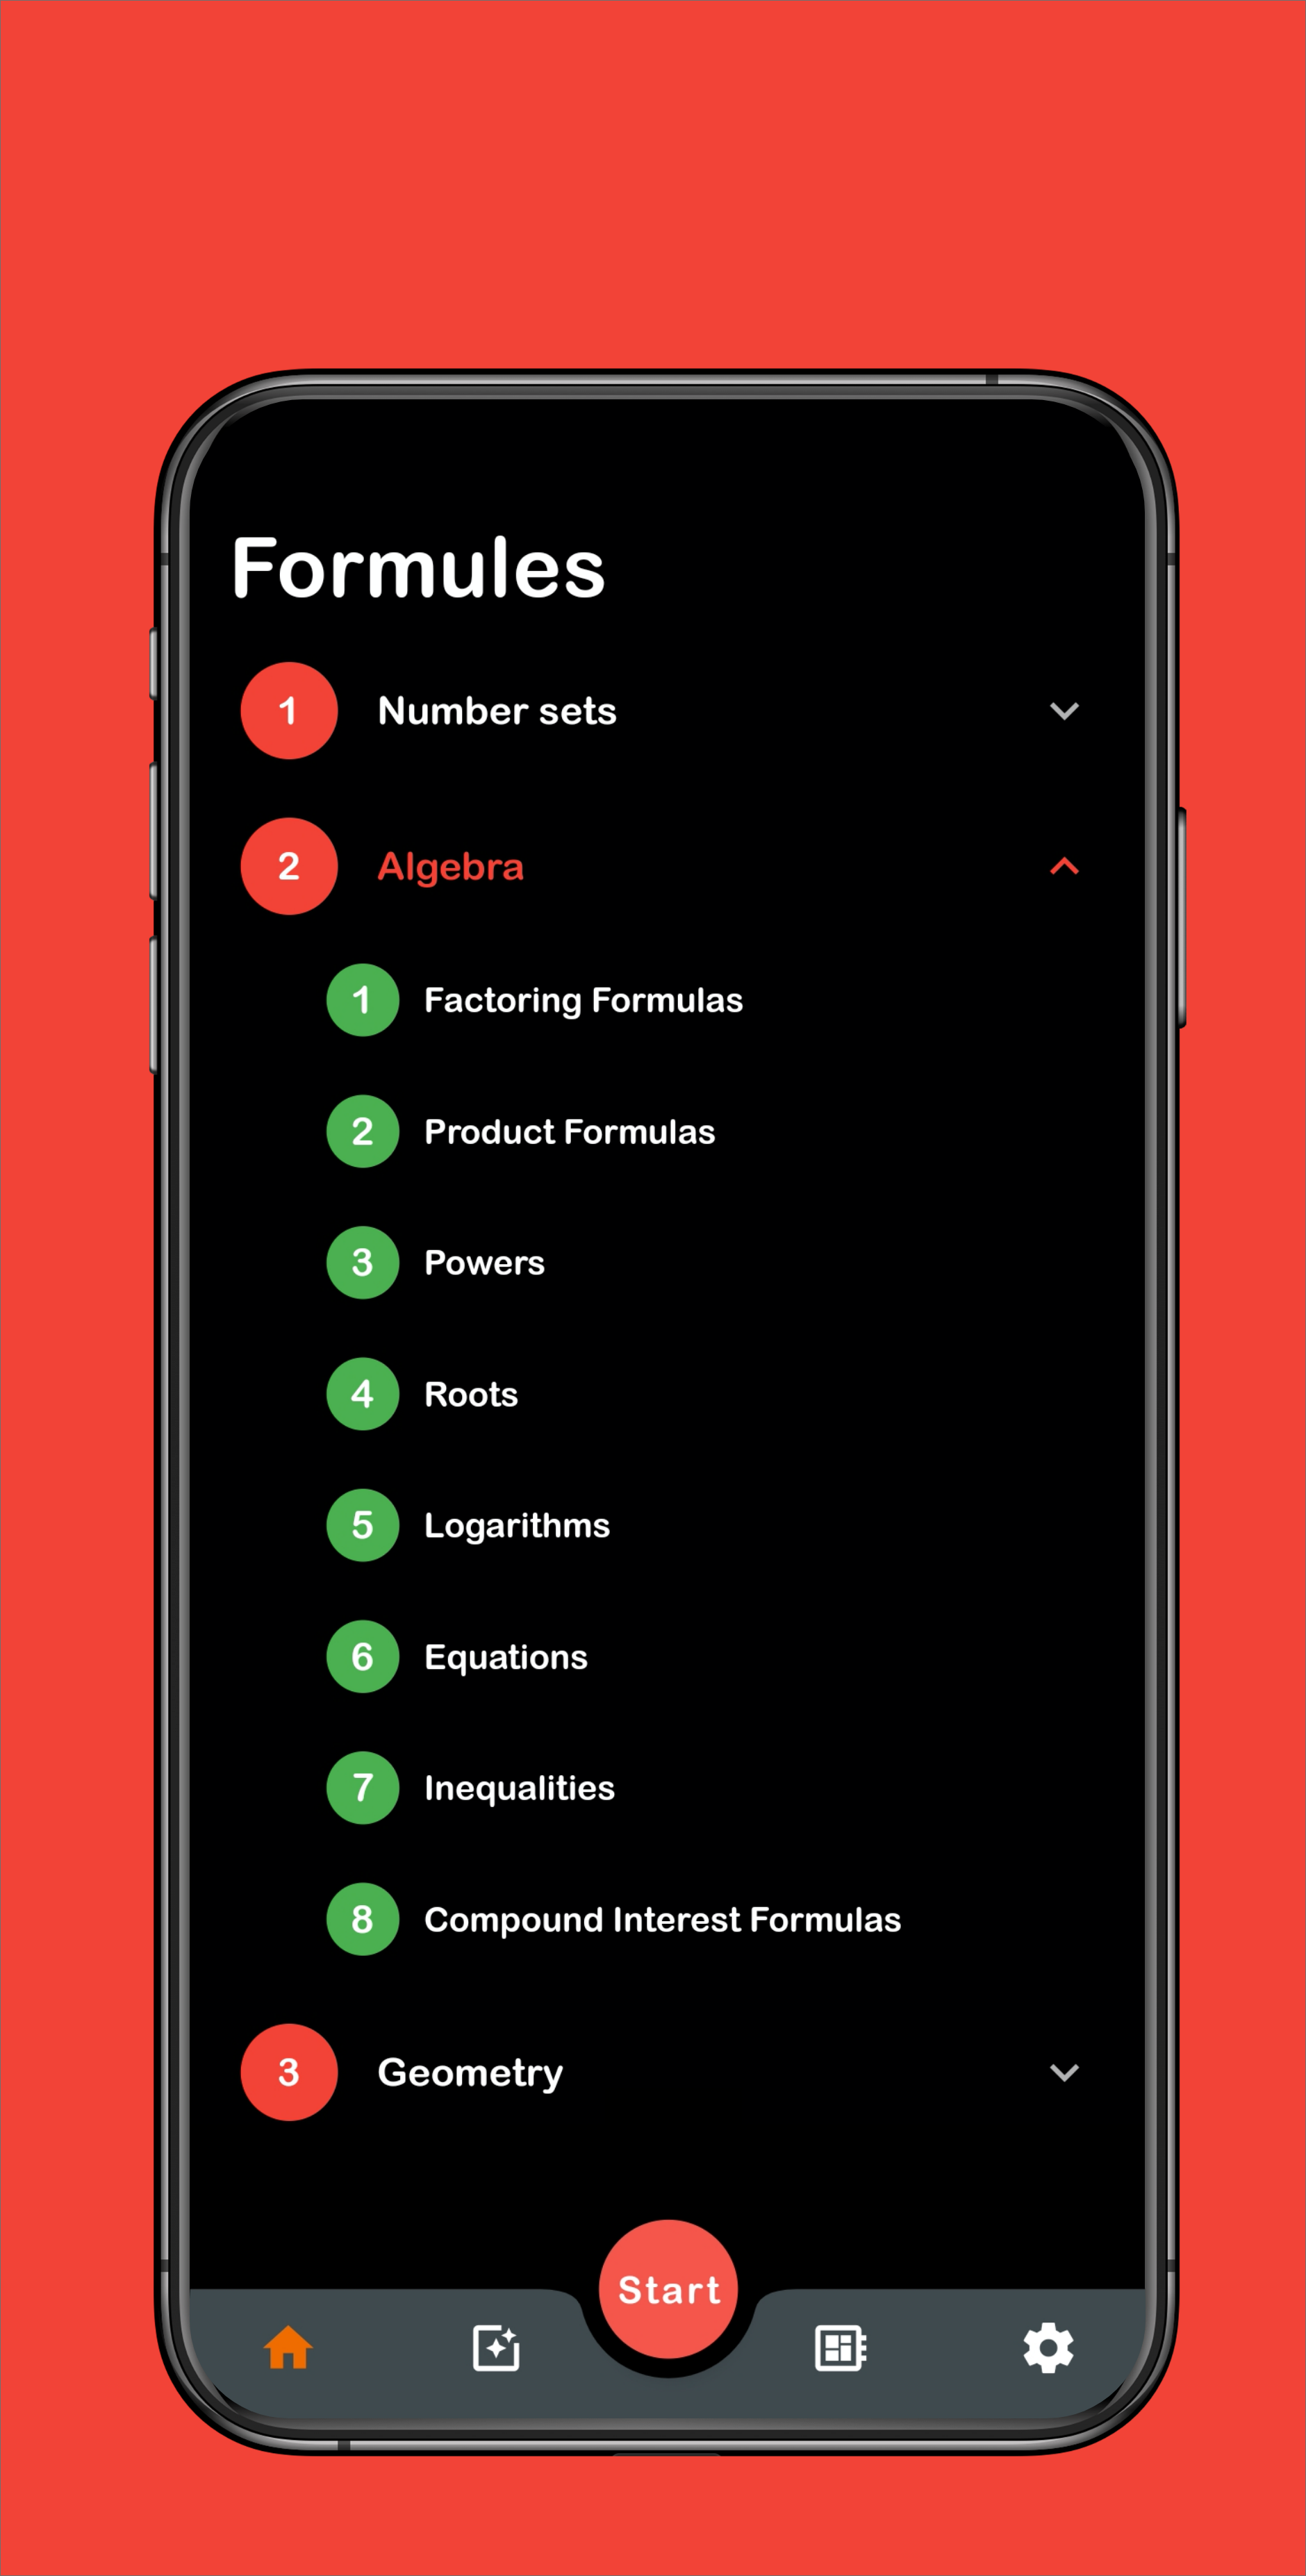 Formules
1 Number sets
2 Algebra
1 Factoring Formulas
2 Product Formulas
3 Powers
4 Roots
5 Logarithms
6 Equations
7 Inequalities
8 Compound Interest Formulas
3 Geometry
Start